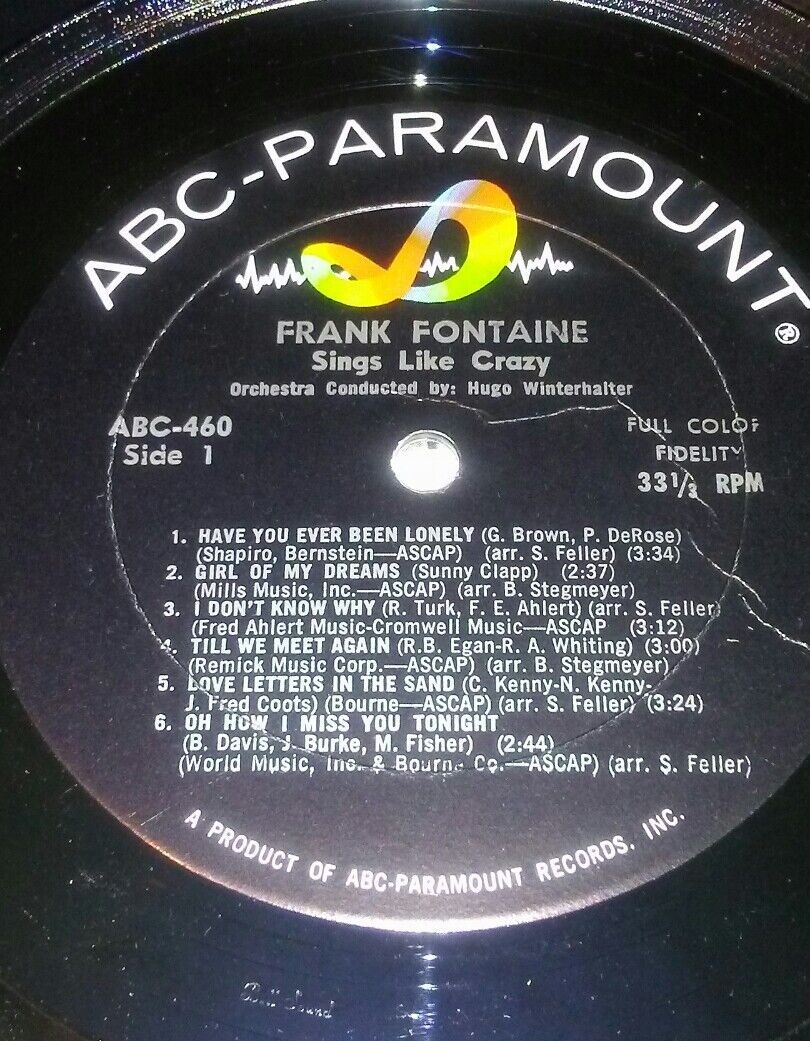 ABC-PARAMOUNT®
FRANK FONTAINE
Sings Like Crazy
Orchestra Conducted by: Hugo Winterhalter
ABC-460
Side 1
FULL COLOR
FIDELITY
33 1/3 RPM
1. HAVE YOU EVER BEEN LONELY (G. Brown, P. DeRose)
(Shapiro, Bernstein—ASCAP) (arr. S. Feller) (3:34)
2. GIRL OF MY DREAMS (Sunny Clapp) (2:37)
(Mills Music, Inc.—ASCAP) (arr. B. Stegmeyer)
3. I DON'T KNOW WHY (R. Turk, F. E. Ahlert) (arr. S. Feller)
(Fred Ahlert Music-Cromwell Music—ASCAP (3:12)
4. TILL WE MEET AGAIN (R.B. Egan-R. A. Whiting) (3:00)
(Remick Music Corp.—ASCAP) (arr. B. Stegmeyer)
5. LOVE LETTERS IN THE SAND (C. Kenny-N. Kenny-
J. Fred Coots) (Bourne—ASCAP) (arr. S. Feller) (3:24)
6. OH HOW I MISS YOU TONIGHT
(B. Davis, J. Burke, M. Fisher) (2:44)
(World Music, Inc. & Bourne Co.—ASCAP) (arr. S. Feller)
A PRODUCT OF ABC-PARAMOUNT RECORDS, INC.
Bell Sound